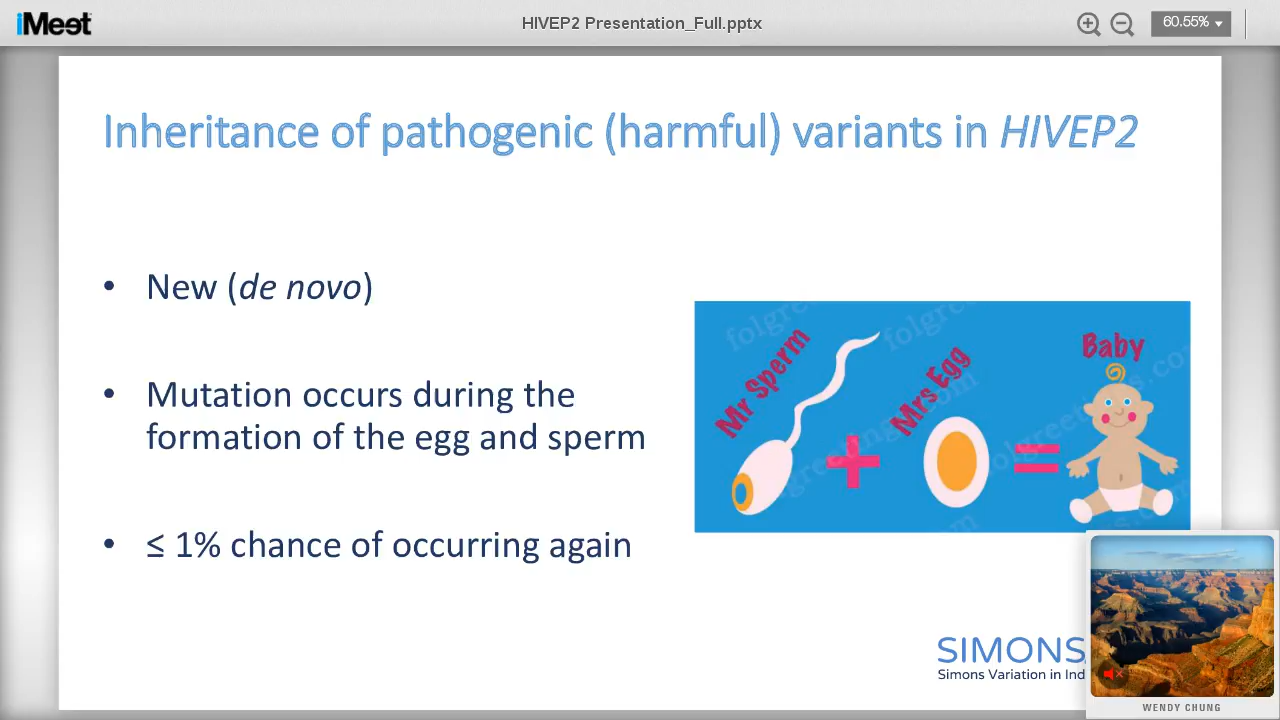 iMeet
HIVEP2 Presentation_Full.pptx
60.55%
Inheritance of pathogenic (harmful) variants in HIVEP2
• New (de novo)
• Mutation occurs during the
formation of the egg and sperm
• ≤ 1% chance of occurring again
Mr Sperm
Mrs Egg
Baby
SIMONS
Simons Variation in Ind
WENDY CHUNG